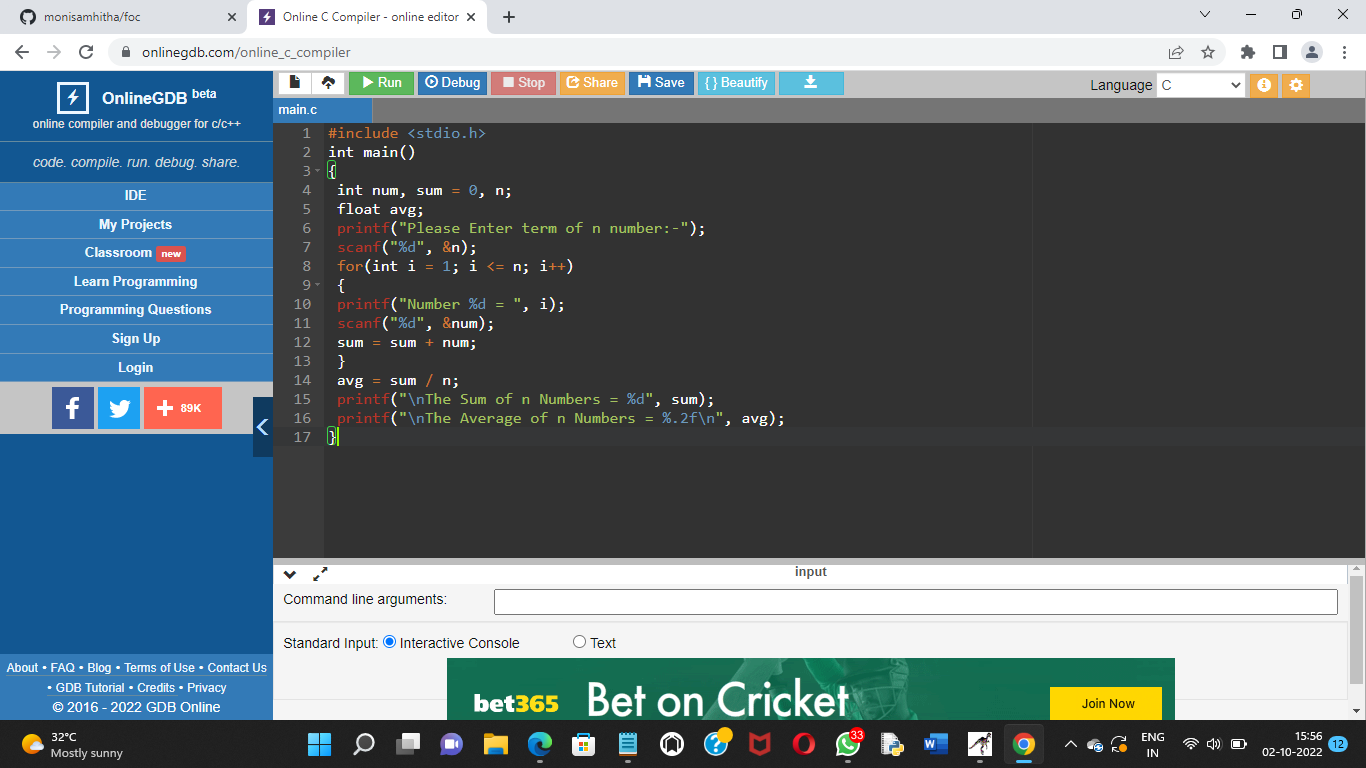 monisamhitha/foc
Online C Compiler - online editor
onlinegdb.com/online_c_compiler
OnlineGDB beta
online compiler and debugger for c/c++
code. compile. run. debug. share.
IDE
My Projects
Classroom new
Learn Programming
Programming Questions
Sign Up
Login
f
+ 89K
About • FAQ • Blog • Terms of Use • Contact Us
• GDB Tutorial • Credits • Privacy
© 2016 - 2022 GDB Online
Run Debug Stop Share Save { } Beautify
Language C
main.c
1 #include <stdio.h>
2 int main()
3 {
4 int num, sum = 0, n;
5 float avg;
6 printf("Please Enter term of n number:-");
7 scanf("%d", &n);
8 for(int i = 1; i <= n; i++)
9 {
10 printf("Number %d = ", i);
11 scanf("%d", &num);
12 sum = sum + num;
13 }
14 avg = sum / n;
15 printf("\nThe Sum of n Numbers = %d", sum);
16 printf("\nThe Average of n Numbers = %.2f\n", avg);
17 }
input
Command line arguments:
Standard Input: Interactive Console Text
bet365 Bet on Cricket Join Now
32°C
Mostly sunny
33
ENG
IN
15:56
02-10-2022
12